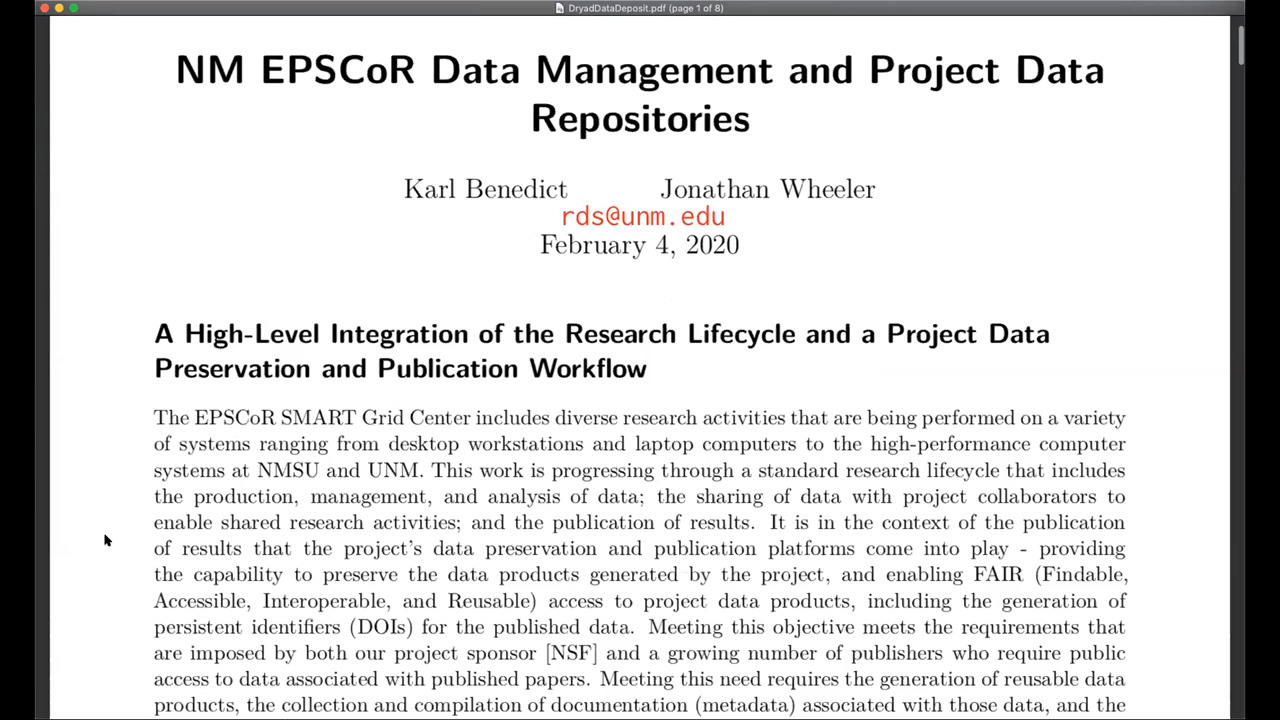 DryadDataDeposit.pdf (page 1 of 8)
NM EPSCoR Data Management and Project Data
Repositories
Karl Benedict Jonathan Wheeler
rds@unm.edu
February 4, 2020
A High-Level Integration of the Research Lifecycle and a Project Data
Preservation and Publication Workflow
The EPSCoR SMART Grid Center includes diverse research activities that are being performed on a variety
of systems ranging from desktop workstations and laptop computers to the high-performance computer
systems at NMSU and UNM. This work is progressing through a standard research lifecycle that includes
the production, management, and analysis of data; the sharing of data with project collaborators to
enable shared research activities; and the publication of results. It is in the context of the publication
of results that the project's data preservation and publication platforms come into play - providing
the capability to preserve the data products generated by the project, and enabling FAIR (Findable,
Accessible, Interoperable, and Reusable) access to project data products, including the generation of
persistent identifiers (DOIs) for the published data. Meeting this objective meets the requirements that
are imposed by both our project sponsor [NSF] and a growing number of publishers who require public
access to data associated with published papers. Meeting this need requires the generation of reusable data
products, the collection and compilation of documentation (metadata) associated with those data, and the